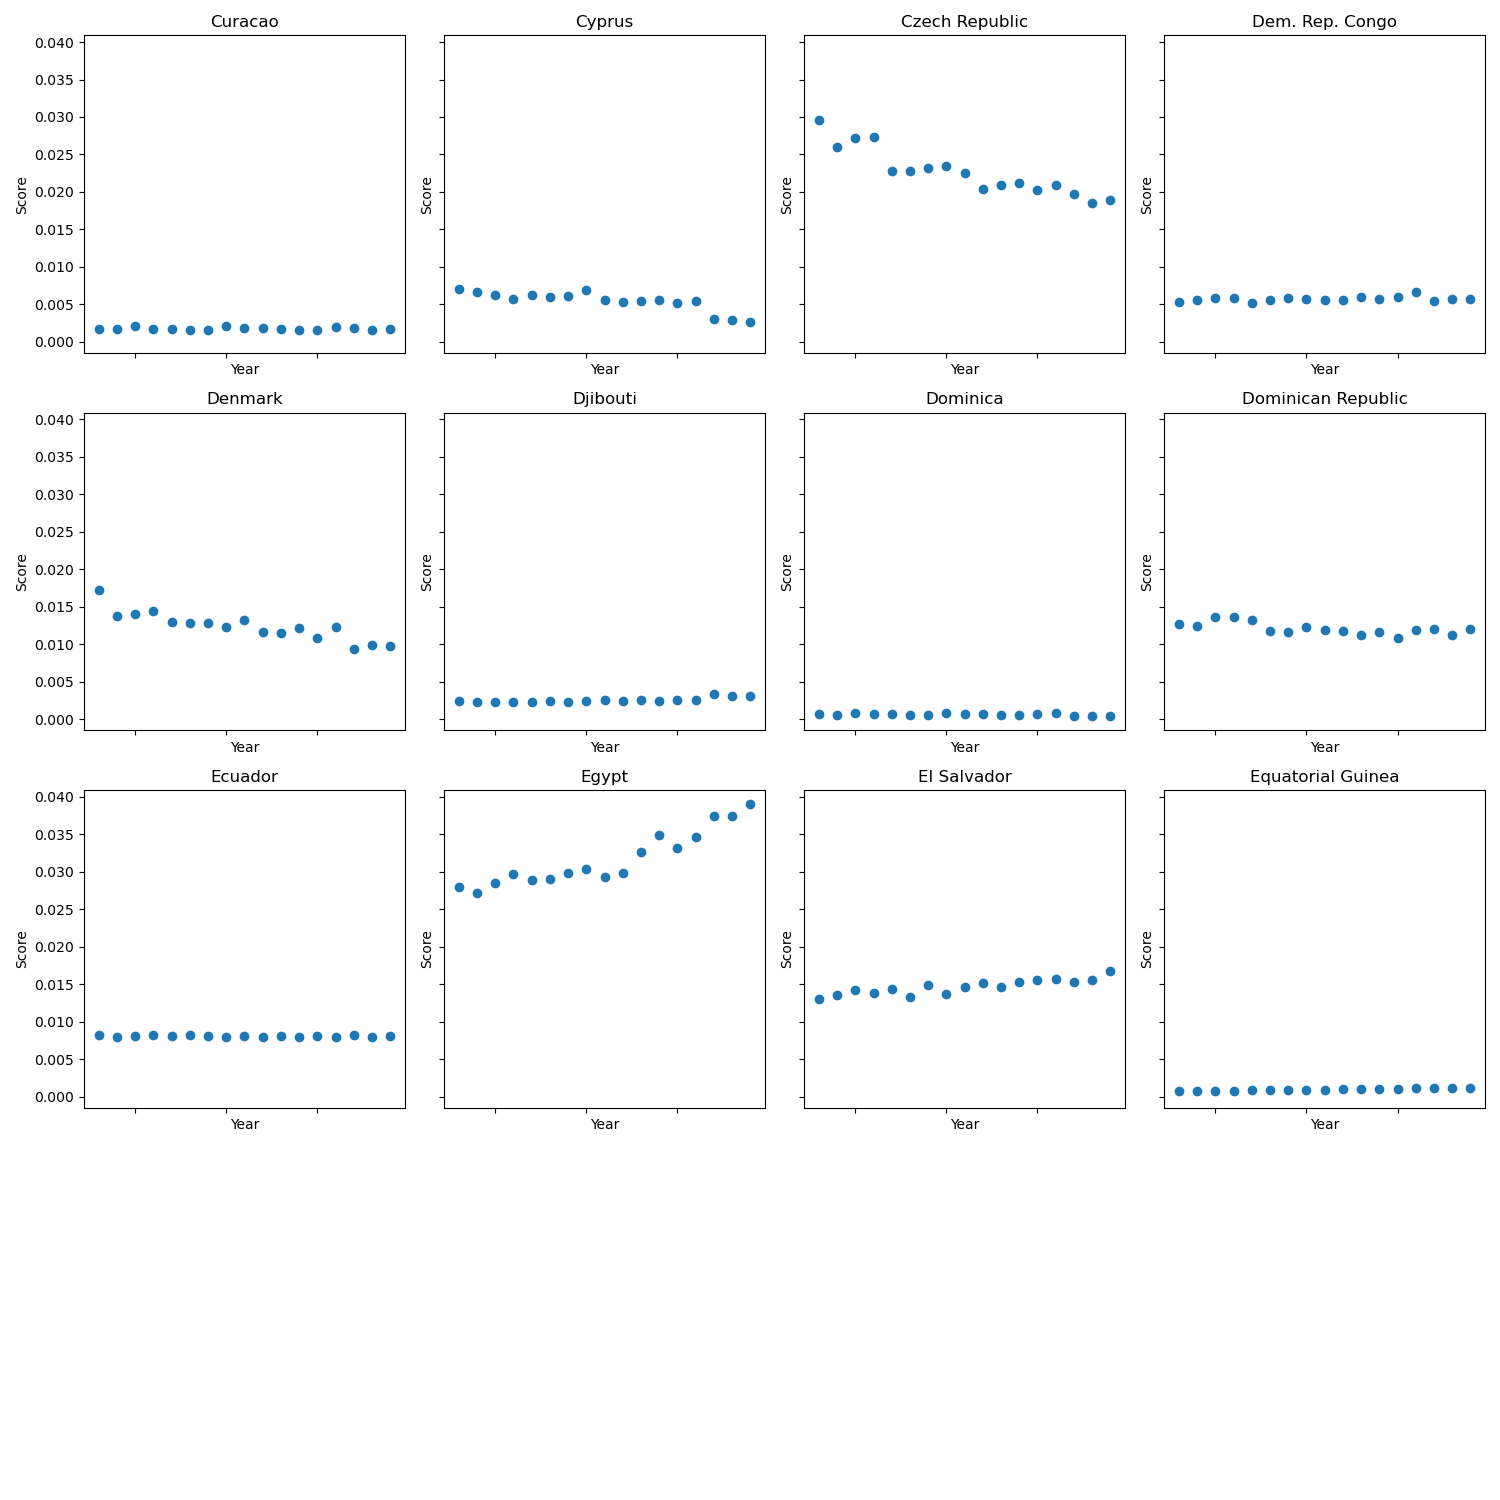 Curacao
Cyprus
Czech Republic
Dem. Rep. Congo
0.040
0.035
0.030
0.025
0.020
0.015
0.010
0.005
0.000
Score
Score
Score
Score
Year
Year
Year
Year
Denmark
Djibouti
Dominica
Dominican Republic
0.040
0.035
0.030
0.025
0.020
0.015
0.010
0.005
0.000
Score
Score
Score
Score
Year
Year
Year
Year
Ecuador
Egypt
El Salvador
Equatorial Guinea
0.040
0.035
0.030
0.025
0.020
0.015
0.010
0.005
0.000
Score
Score
Score
Score
Year
Year
Year
Year